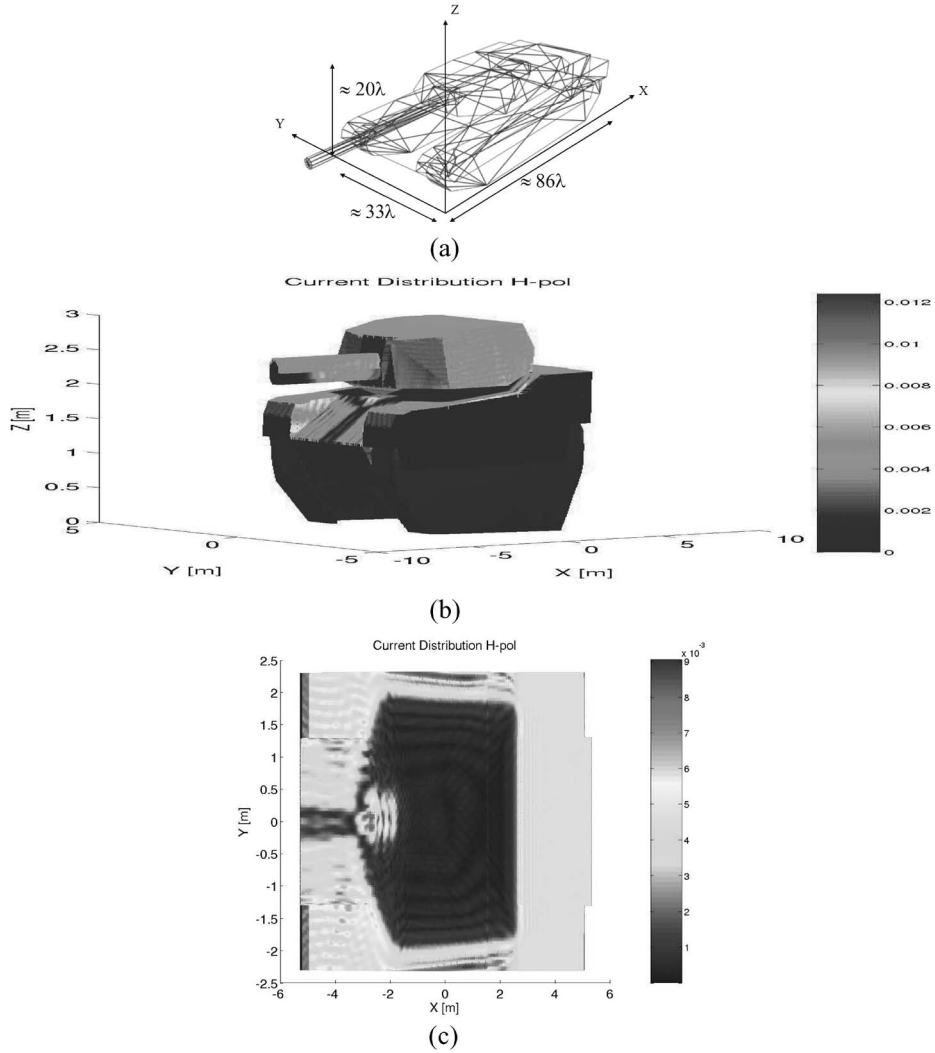 Z
≈ 20λ
X
Y
≈ 86λ
≈ 33λ
(a)
Current Distribution H-pol
3
2.5
2
1.5
1
0.5
0
Z [m]
5
0
-5
Y [m]
-10
-5
0
5
10
X [m]
0.012
0.01
0.008
0.006
0.004
0.002
0
(b)
Current Distribution H-pol
2.5
2
1.5
1
0.5
0
-0.5
-1
-1.5
-2
-2.5
Y [m]
-6
-4
-2
0
2
4
6
X [m]
x 10⁻³
9
8
7
6
5
4
3
2
1
(c)